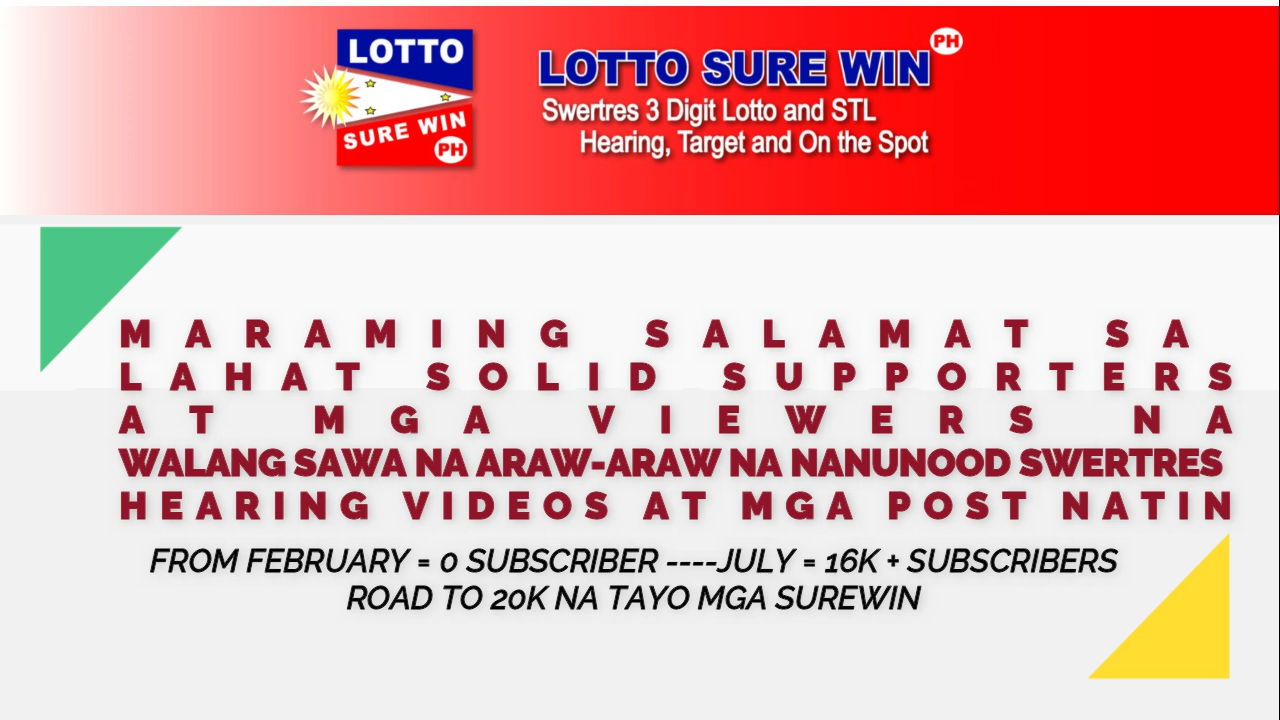 LOTTO
SURE WIN
PH
LOTTO SURE WIN PH
Swertres 3 Digit Lotto and STL
Hearing, Target and On the Spot
MARAMING SALAMAT SA
LAHAT SOLID SUPPORTERS
AT MGA VIEWERS NA
WALANG SAWA NA ARAW-ARAW NA NANUNOOD SWERTRES
HEARING VIDEOS AT MGA POST NATIN
FROM FEBRUARY = 0 SUBSCRIBER ----JULY = 16K + SUBSCRIBERS
ROAD TO 20K NA TAYO MGA SUREWIN